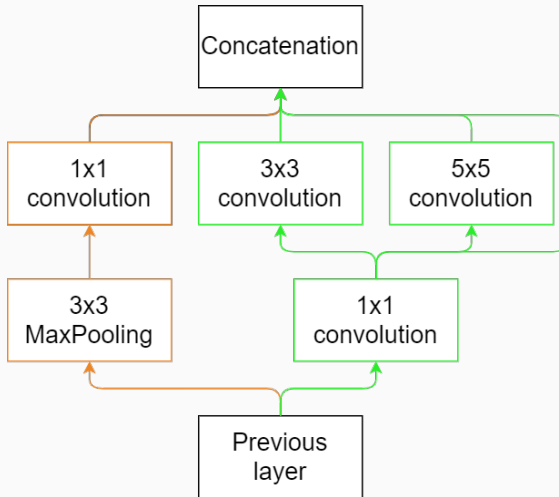 Concatenation
1x1
convolution
3x3
convolution
5x5
convolution
3x3
MaxPooling
1x1
convolution
Previous
layer